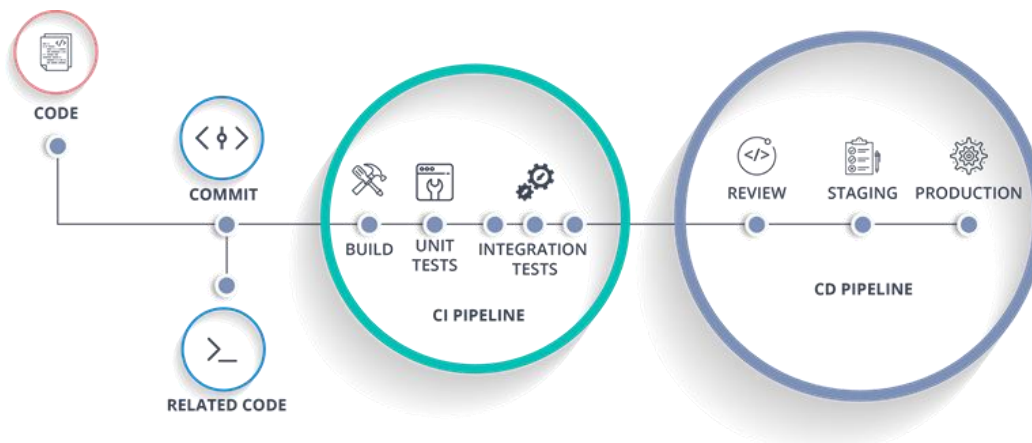 CODE
COMMIT
RELATED CODE
BUILD
UNIT
TESTS
INTEGRATION
TESTS
CI PIPELINE
REVIEW
STAGING
PRODUCTION
CD PIPELINE